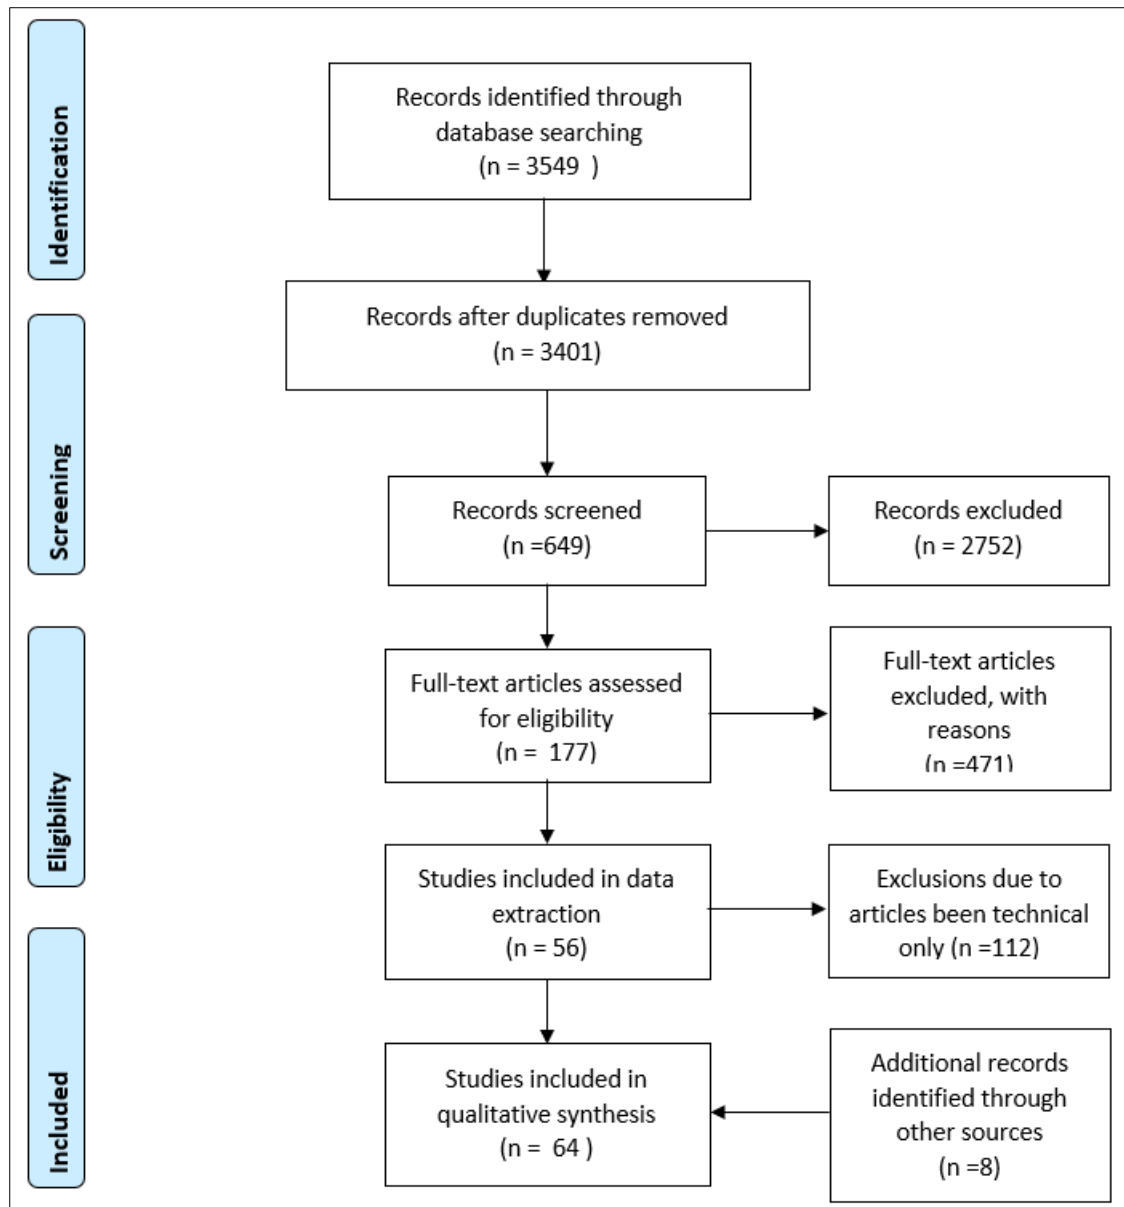 Identification
Records identified through
database searching
(n = 3549  )
Records after duplicates removed
(n = 3401)
Screening
Records screened
(n =649)
Records excluded
(n = 2752)
Eligibility
Full-text articles assessed
for eligibility
(n =  177)
Full-text articles
excluded, with
reasons
(n =471)
Studies included in data
extraction
(n = 56)
Exclusions due to
articles been technical
only (n =112)
Included
Studies included in
qualitative synthesis
(n =  64 )
Additional records
identified through
other sources
(n =8)